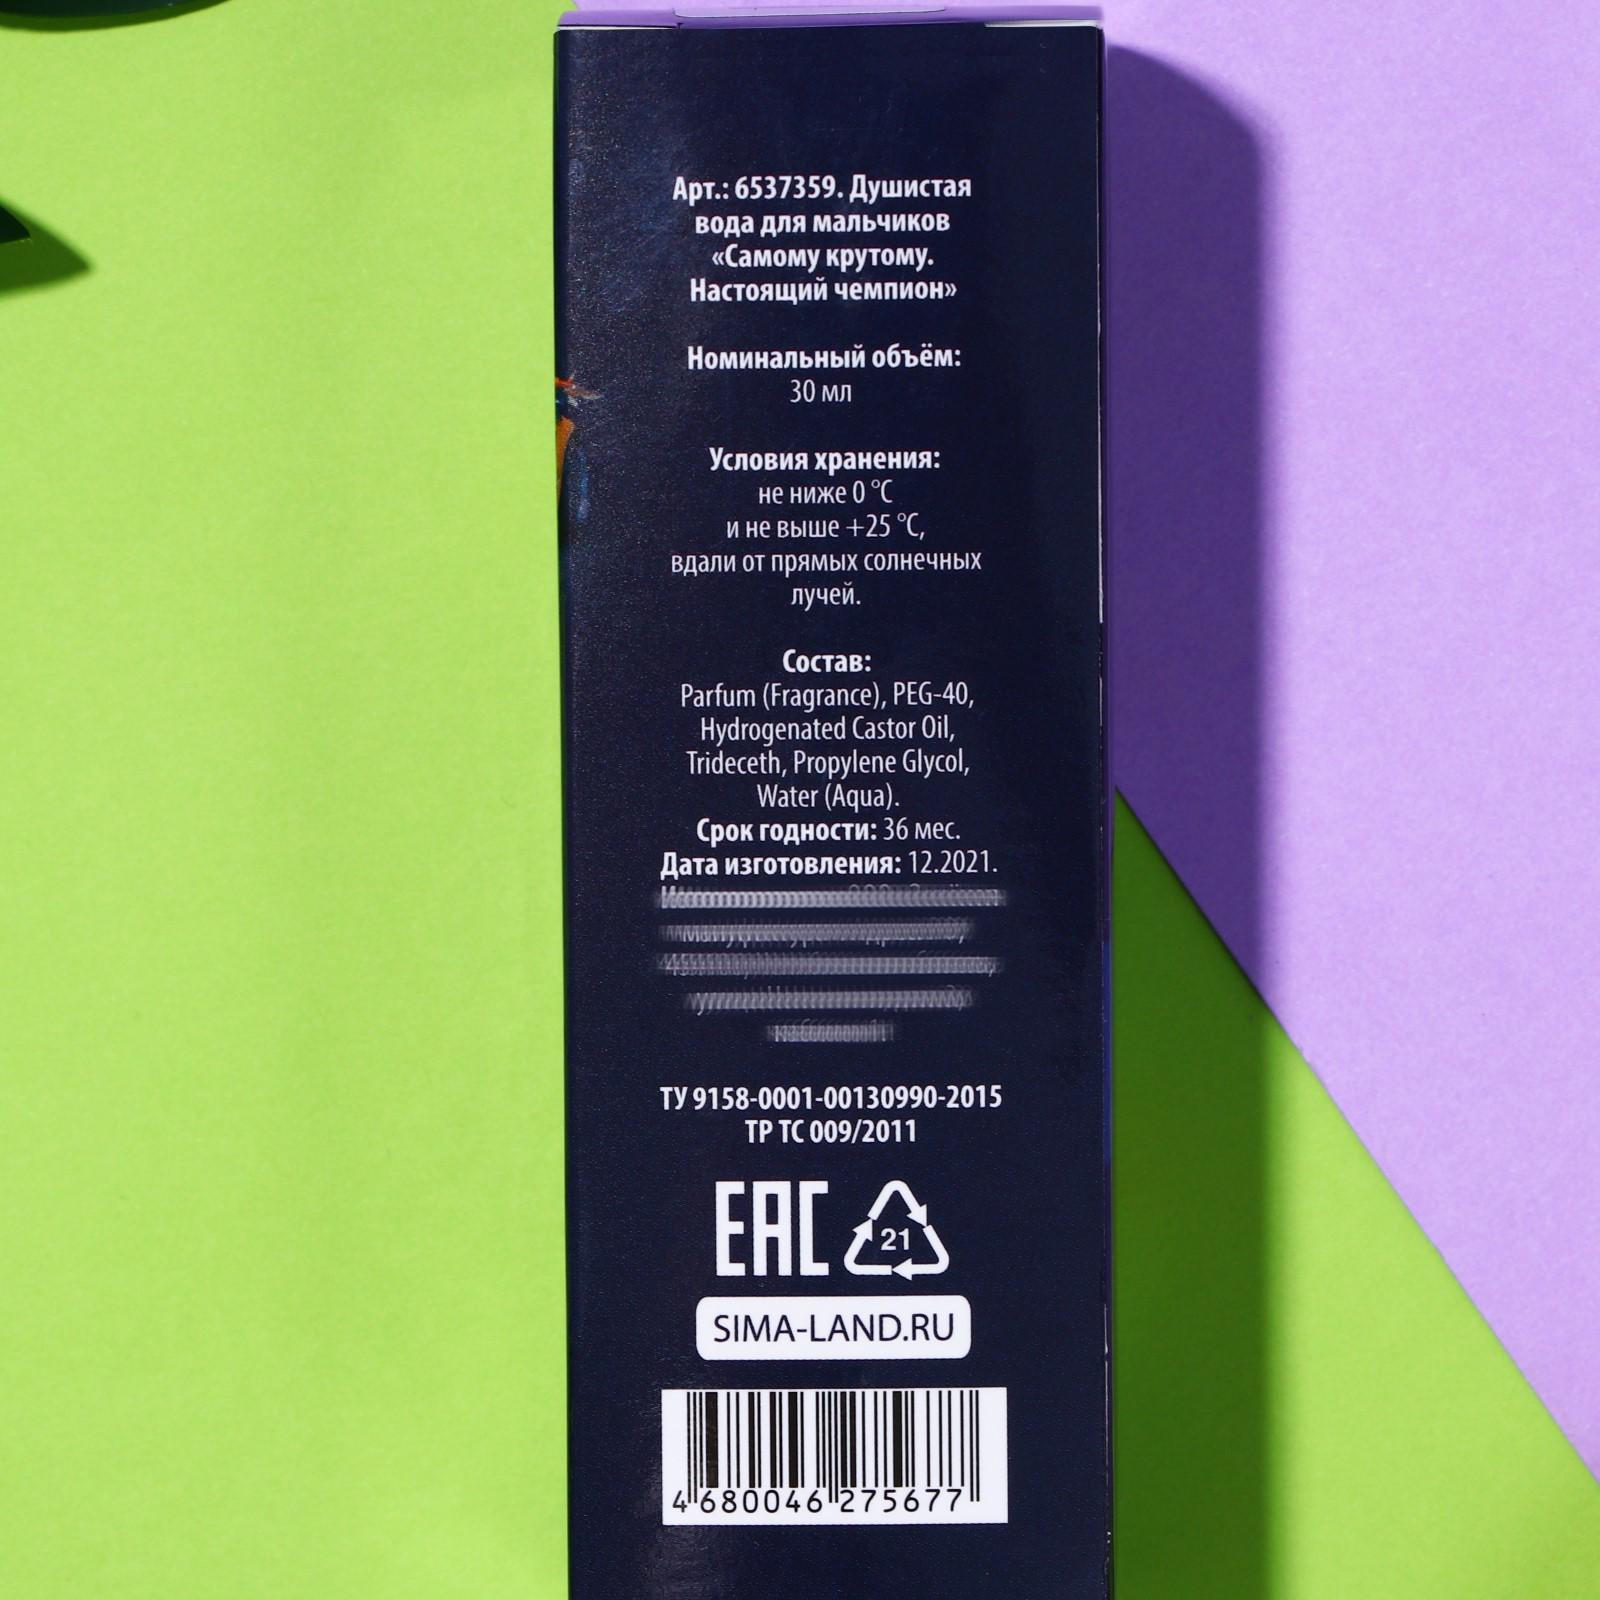 Арт.: 6537359. Душистая
вода для мальчиков
«Самому крутому.
Настоящий чемпион»
Номинальный объём:
30 мл
Условия хранения:
не ниже 0 °C
и не выше +25 °C,
вдали от прямых солнечных
лучей.
Состав:
Parfum (Fragrance), PEG-40,
Hydrogenated Castor Oil,
Trideceth, Propylene Glycol,
Water (Aqua).
Срок годности: 36 мес.
Дата изготовления: 12.2021.
ТУ 9158-0001-00130990-2015
ТР ТС 009/2011
EAC 21
SIMA-LAND.RU
4 680046 275677